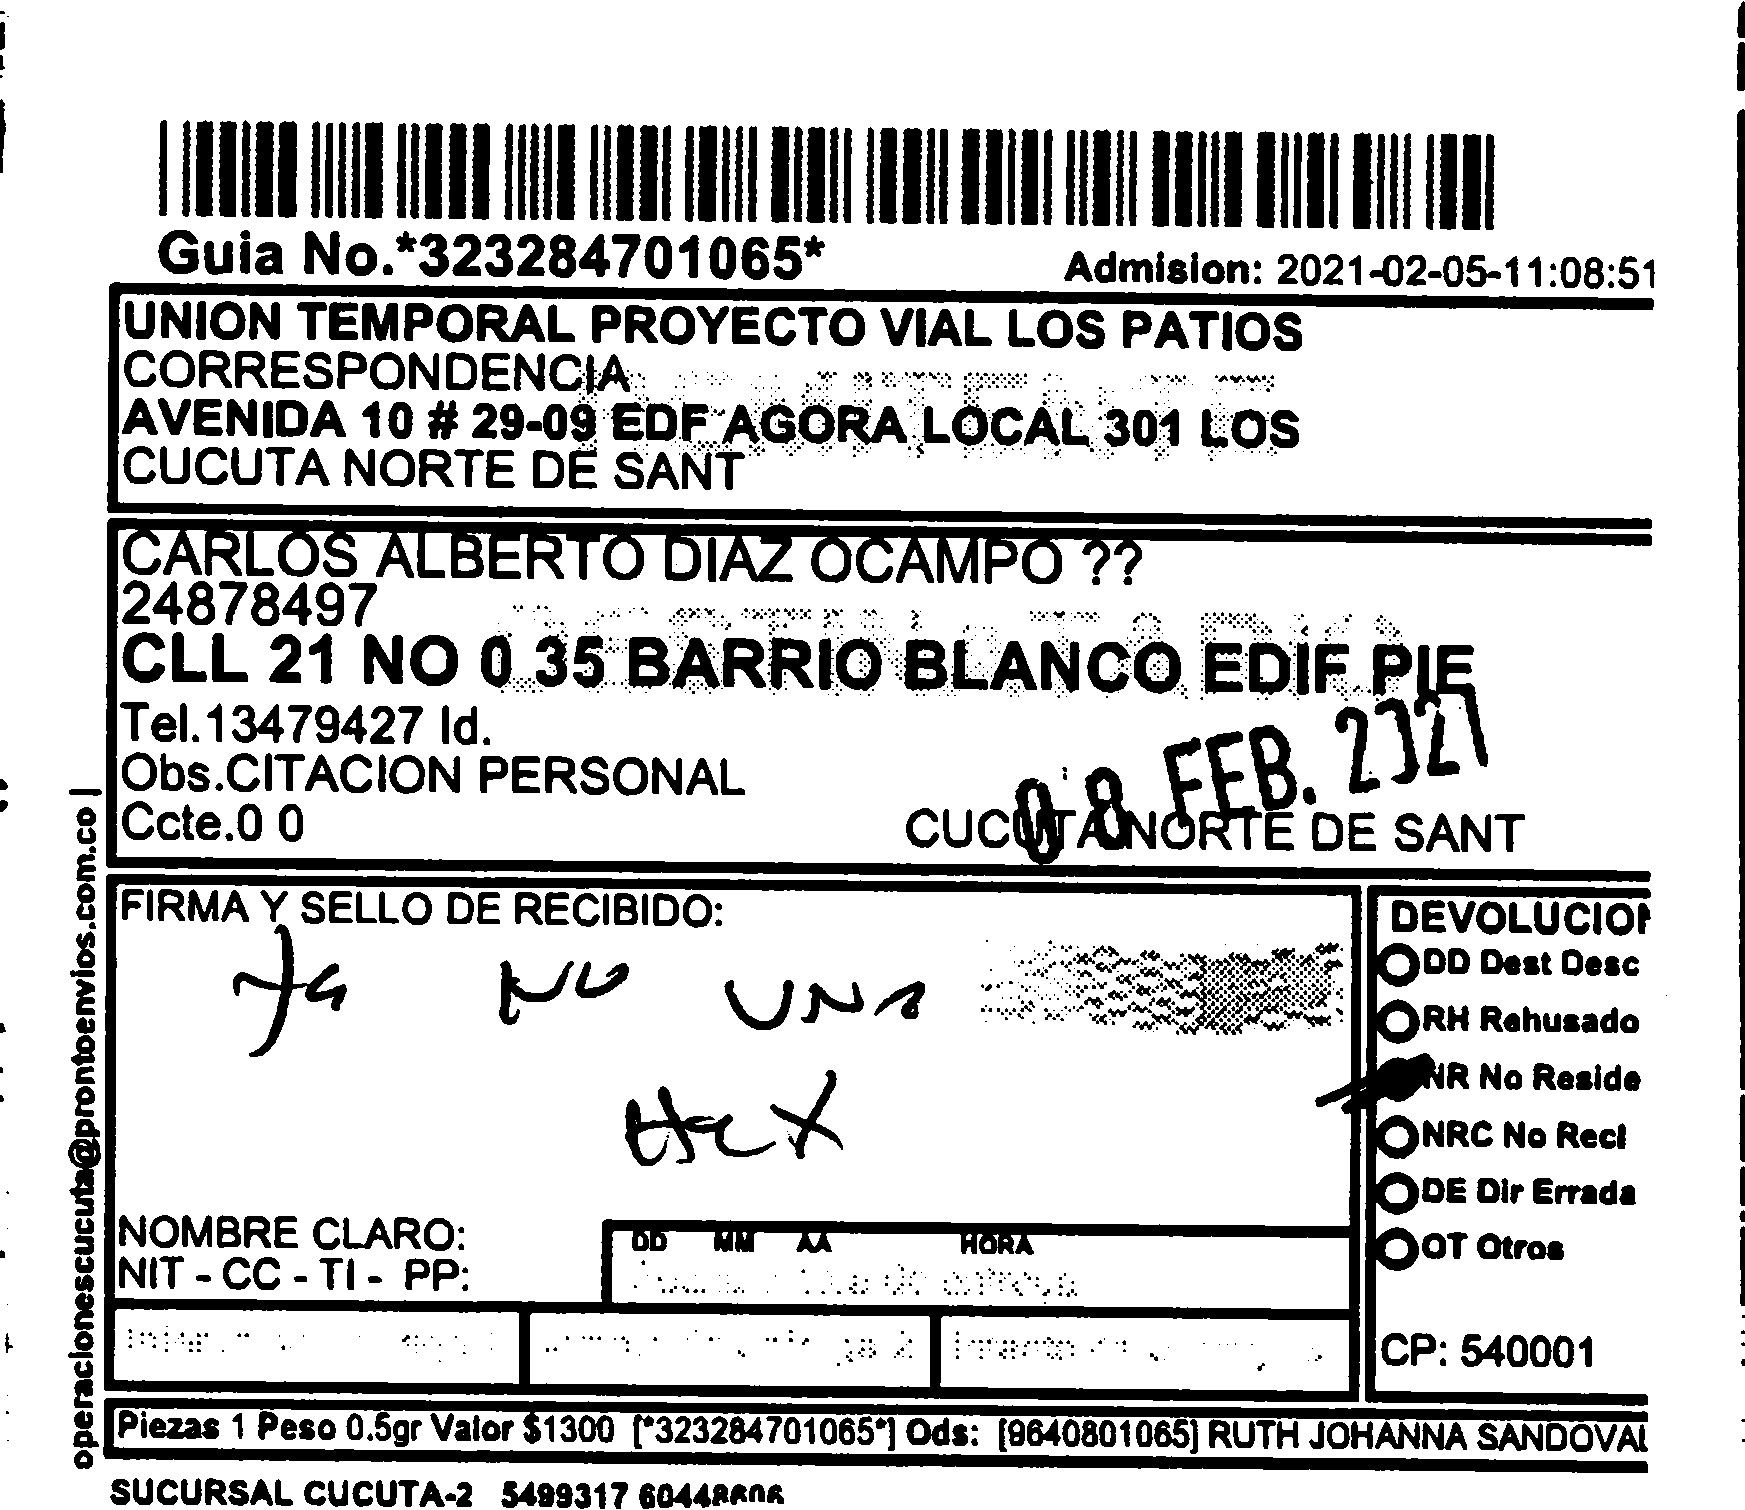 Guia No.*323284701065*
Admision: 2021-02-05-11:08:51
UNION TEMPORAL PROYECTO VIAL LOS PATIOS
CORRESPONDENCIA
AVENIDA 10 # 29-09 EDF AGORA LOCAL 301 LOS
CUCUTA NORTE DE SANT
CARLOS ALBERTO DIAZ OCAMPO ??
24878497
CLL 21 NO 0 35 BARRIO BLANCO EDIF PIE
Tel.13479427 Id.
Obs.CITACION PERSONAL
Ccte.0 0
08 FEB. 2021
CUCUTA NORTE DE SANT
operacionescucuta@prontoenvios.com.co |
FIRMA Y SELLO DE RECIBIDO:
Ya no
DEVOLUCION
DD Dest Desc
RH Rehusado
NR No Reside
NRC No Recl
DE Dir Errada
OT Otros
NOMBRE CLARO:
NIT - CC - TI - PP:
DD MM AA HORA
CP: 540001
Piezas 1 Peso 0.5gr Valor $1300 [*323284701065*] Ods: [9640801065] RUTH JOHANNA SANDOVAL
SUCURSAL CUCUTA-2 5499317